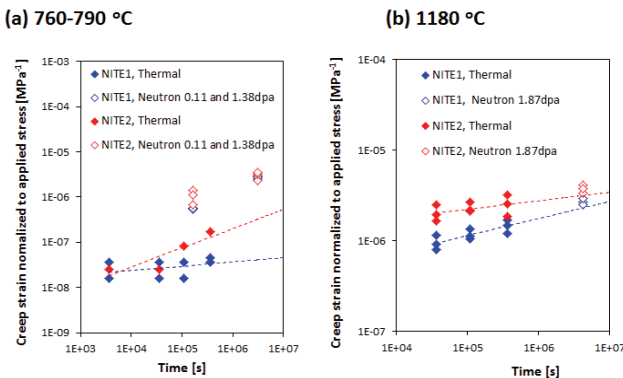 (a) 760-790 ºC
Creep strain normalized to applied stress [MPa-1]
1E-03
1E-04
1E-05
1E-06
1E-07
1E-08
1E-09
NITE1, Thermal
NITE1, Neutron 0.11 and 1.38dpa
NITE2, Thermal
NITE2, Neutron 0.11 and 1.38dpa
1E+03
1E+04
1E+05
1E+06
1E+07
Time [s]
(b) 1180 ºC
Creep strain normalized to applied stress [MPa-1]
1E-04
1E-05
1E-06
1E-07
NITE1, Thermal
NITE1, Neutron 1.87dpa
NITE2, Thermal
NITE2, Neutron 1.87dpa
1E+04
1E+05
1E+06
1E+07
Time [s]